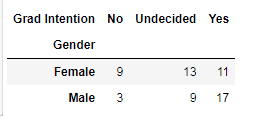 Grad Intention No Undecided Yes
Gender
Female 9 13 11
Male 3 9 17